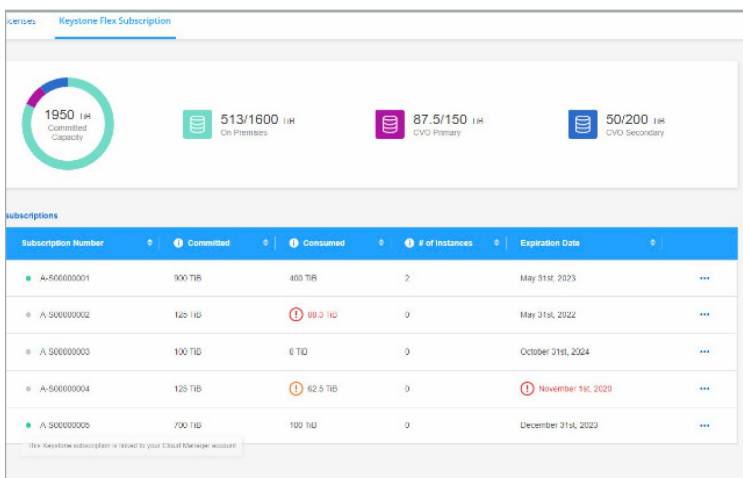 icenses Keystone Flex Subscription
1950 TiB
Committed
Capacity
513/1600 TiB
On Premises
87.5/150 TiB
CVO Primary
50/200 TiB
CVO Secondary
subscriptions
Subscription Number Committed Consumed # of Instances Expiration Date
A-S00000001 900 TiB 400 TiB 2 May 31st, 2023
A-S00000002 125 TiB 88.3 TiB 0 May 31st, 2022
A-S00000003 100 TiB 0 TiB 0 October 31st, 2024
A-S00000004 125 TiB 62.5 TiB 0 November 1st, 2020
A-S00000005 700 TiB 100 TiB 0 December 31st, 2023
This Keystone subscription is linked to your Cloud Manager account